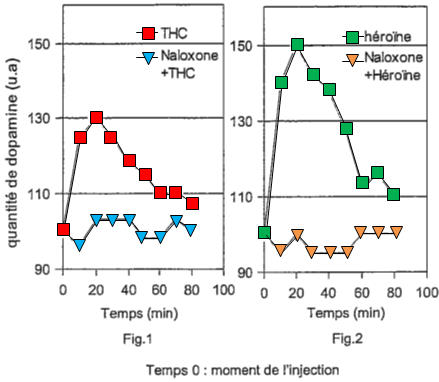 quantité de dopamine (u.a)
150
130
110
90
THC
Naloxone
+THC
0 20 40 60 80 100
Temps (min)
Fig.1
150
130
110
90
héroïne
Naloxone
+Héroïne
0 20 40 60 80 100
Temps (min)
Fig.2
Temps 0 : moment de l'injection